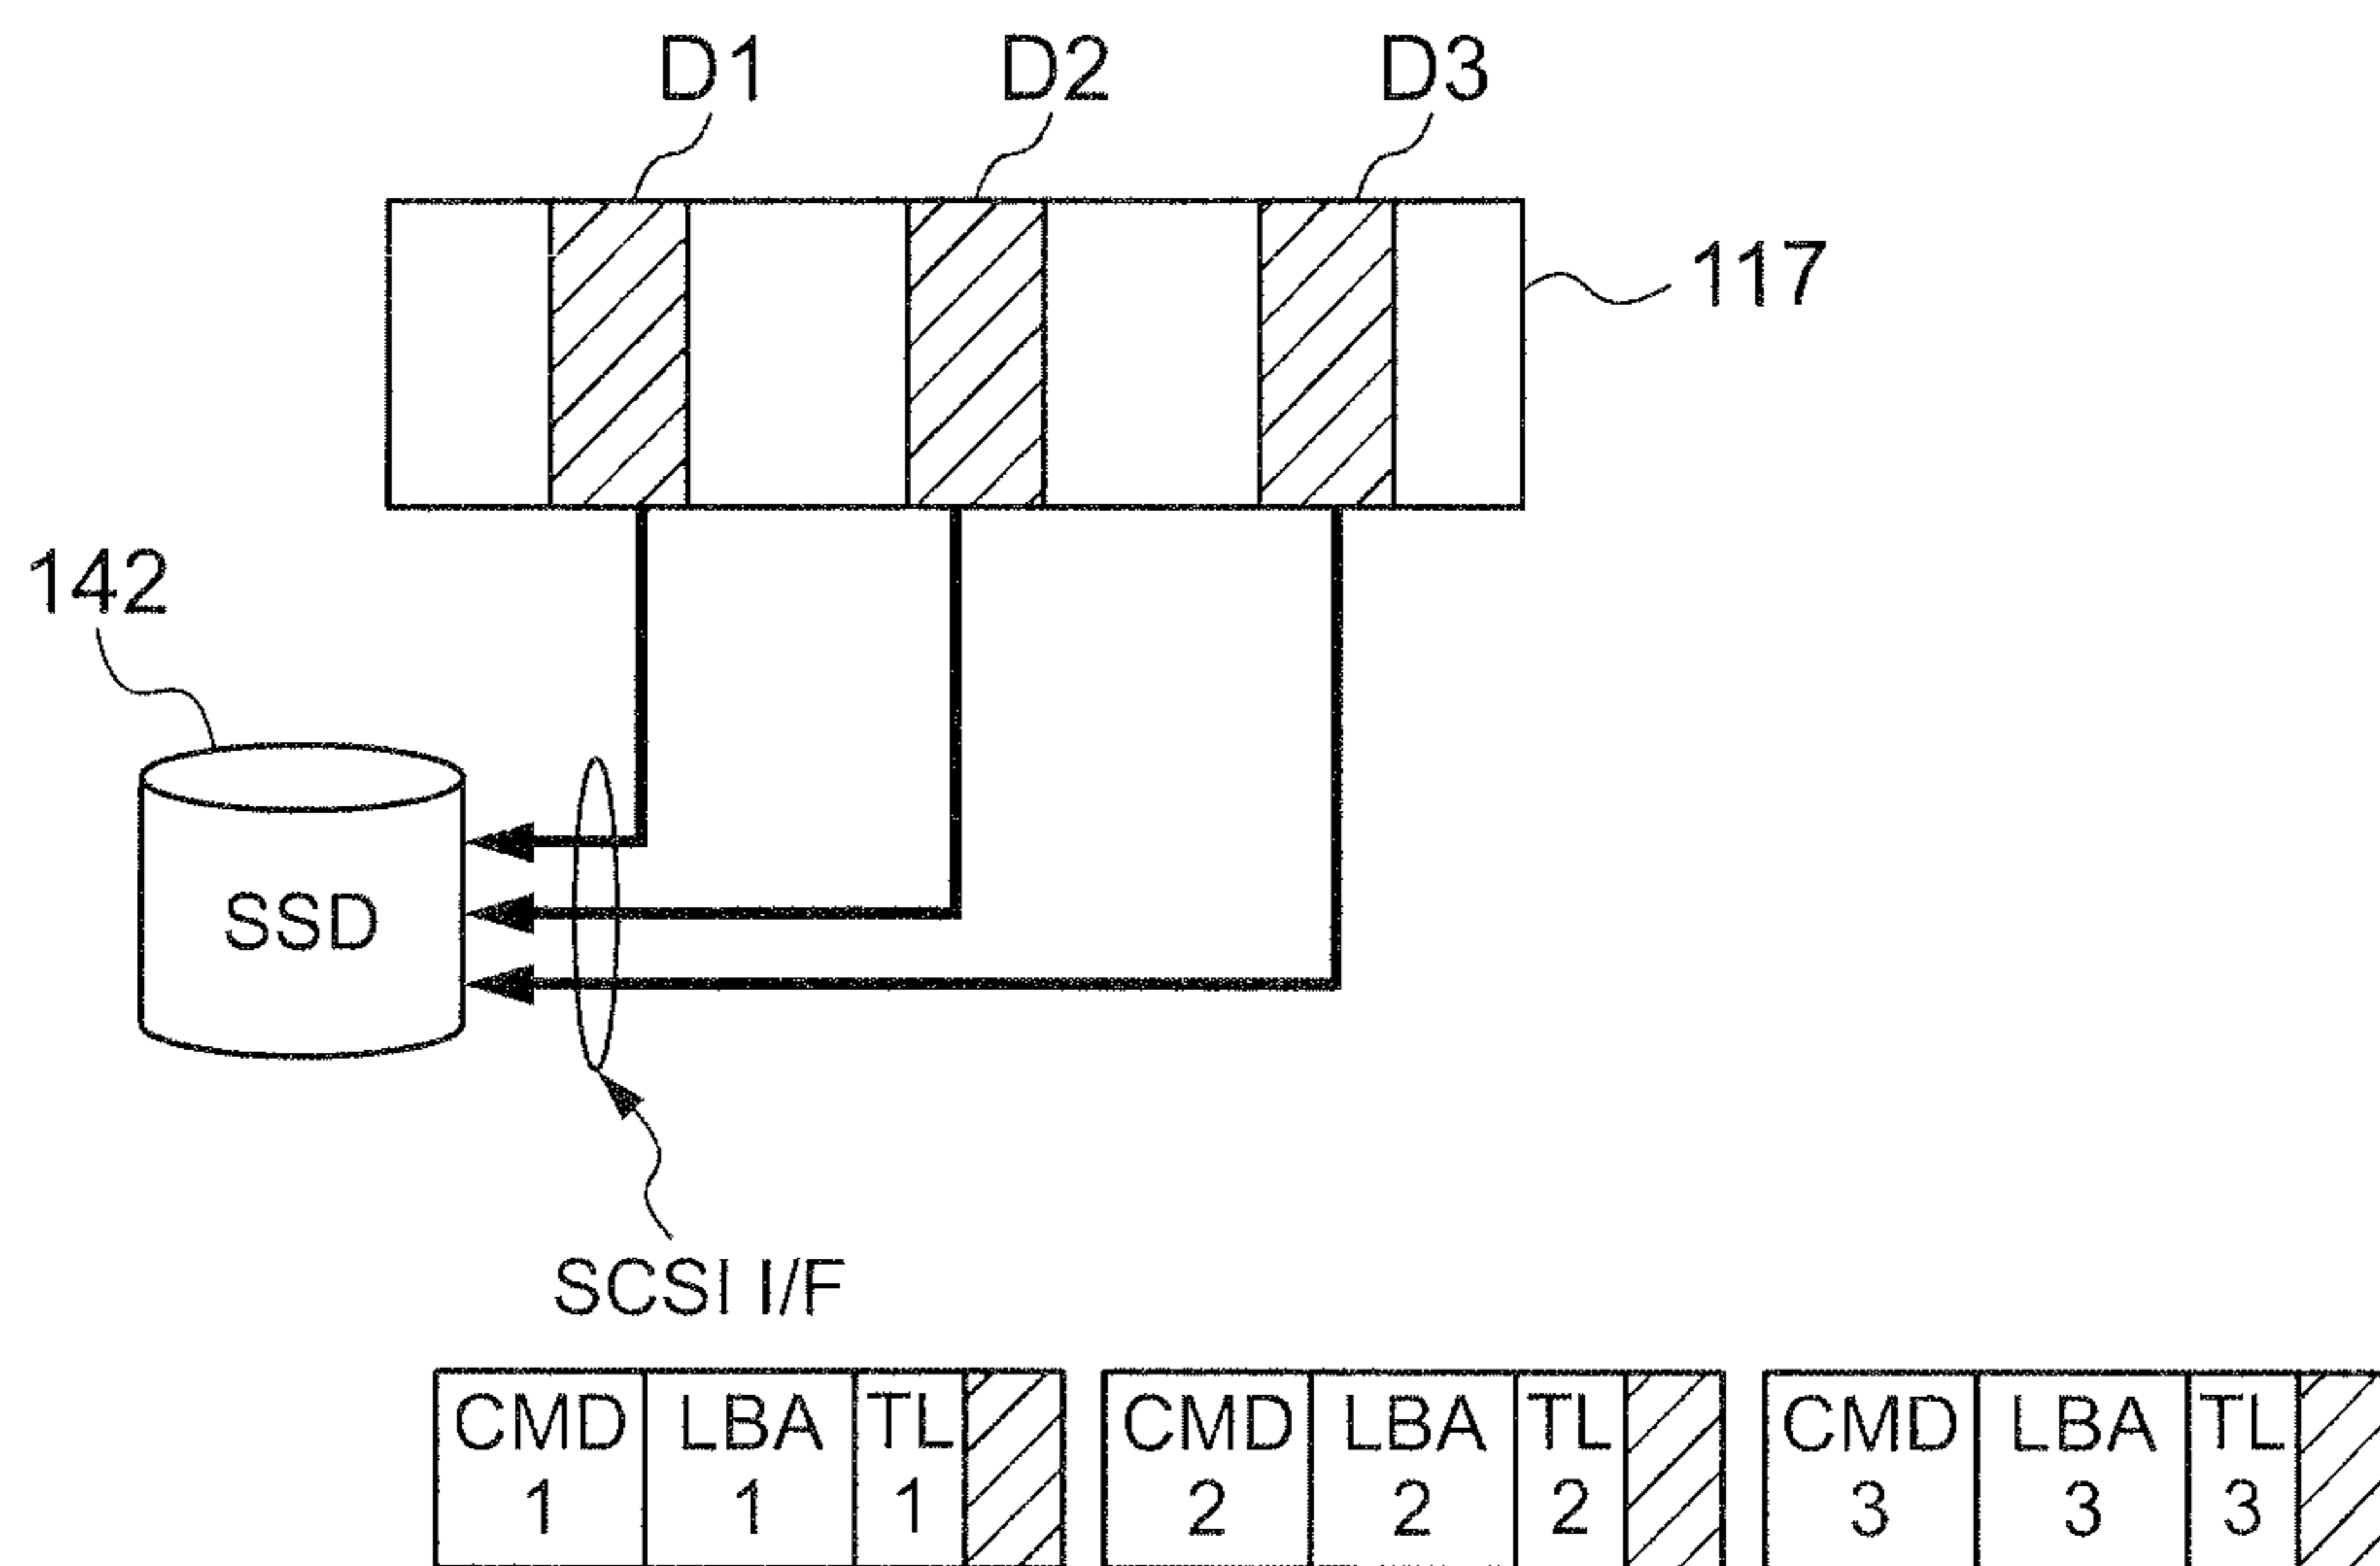 D1 D2 D3
117
142
SSD
SCSI I/F
CMD LBA TL CMD LBA TL CMD LBA TL
1 1 1 2 2 2 3 3 3